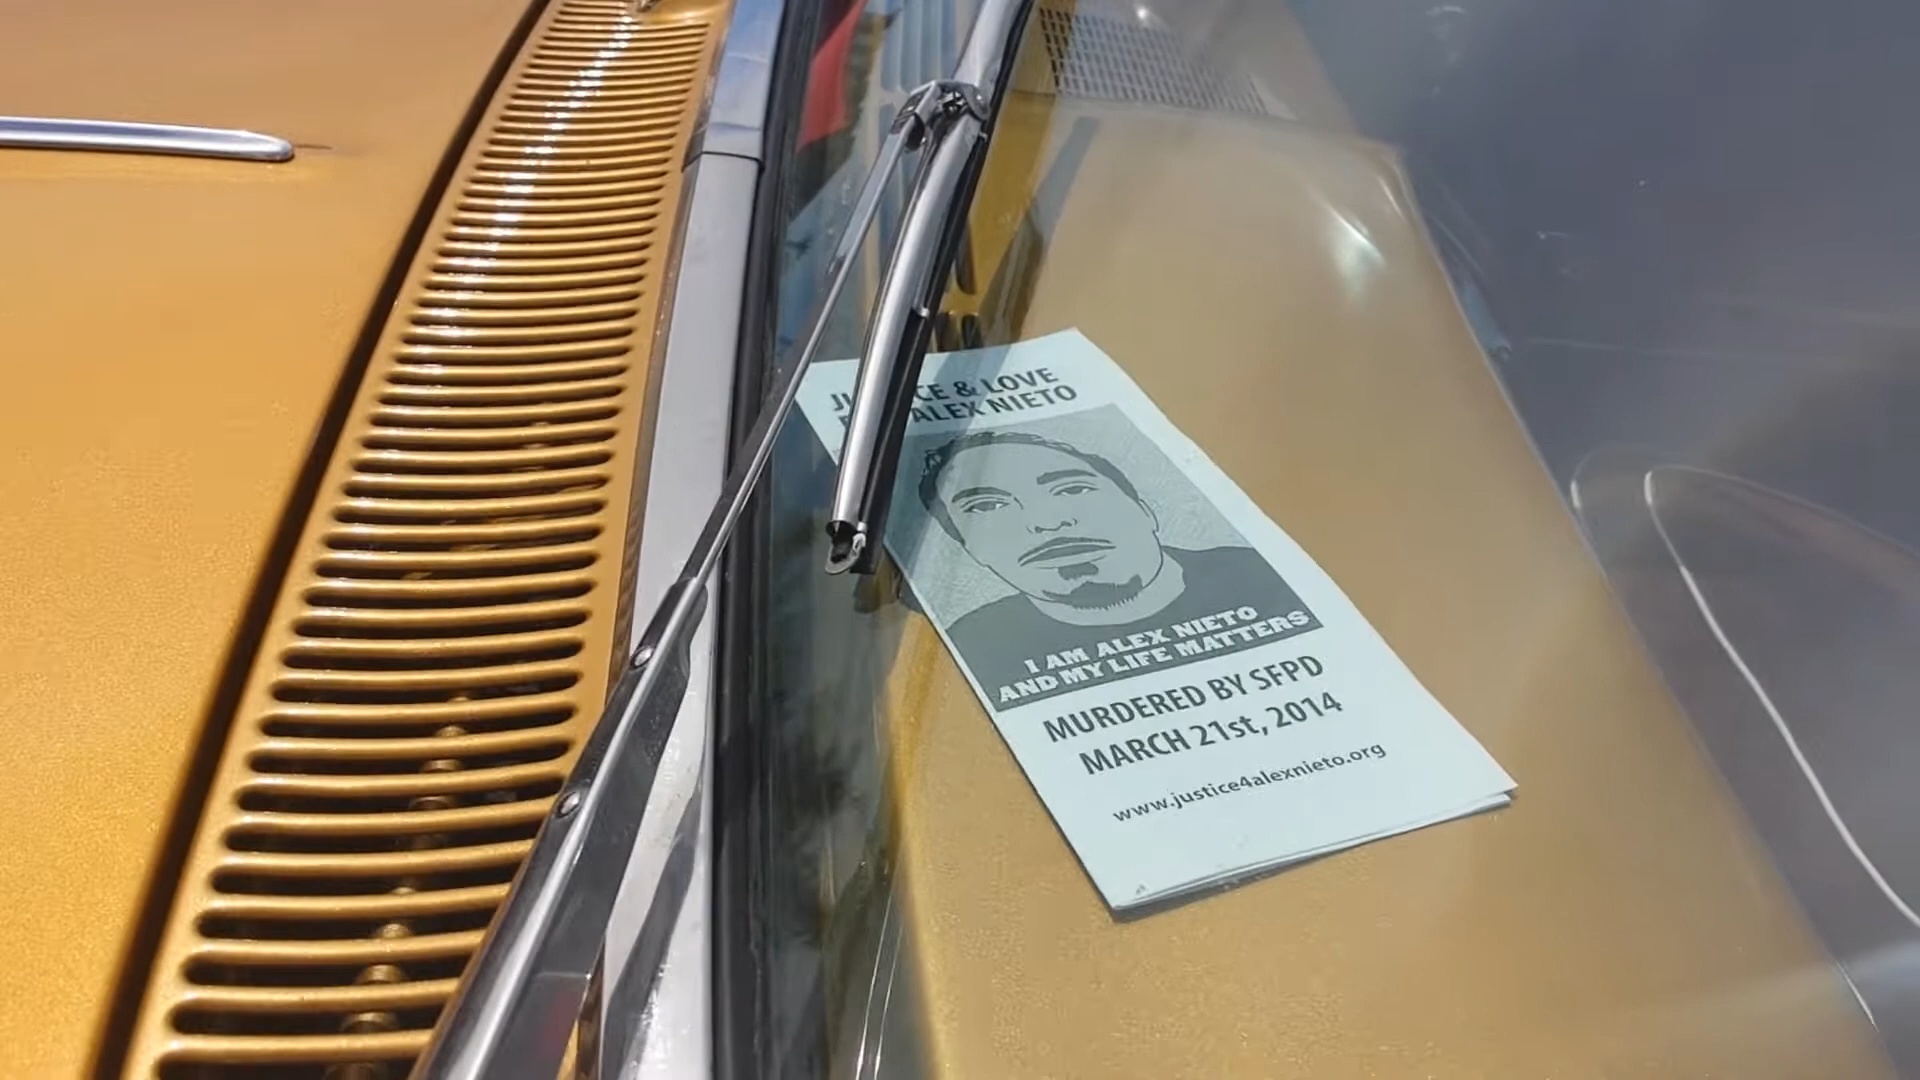 CE & LOVE
ALEX NIETO
I AM ALEX NIETO
AND MY LIFE MATTERS
MURDERED BY SFPD
MARCH 21st, 2014
www.justice4alexnieto.org